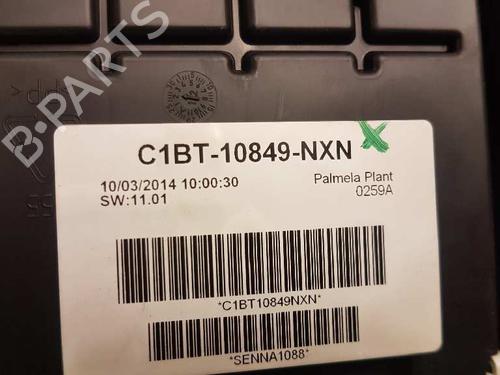 B-PARTS
C1BT-10849-NXN
10/03/2014 10:00:30
SW:11.01
Palmela Plant
0259A
*C1BT10849NXN*
*SENNA1088*